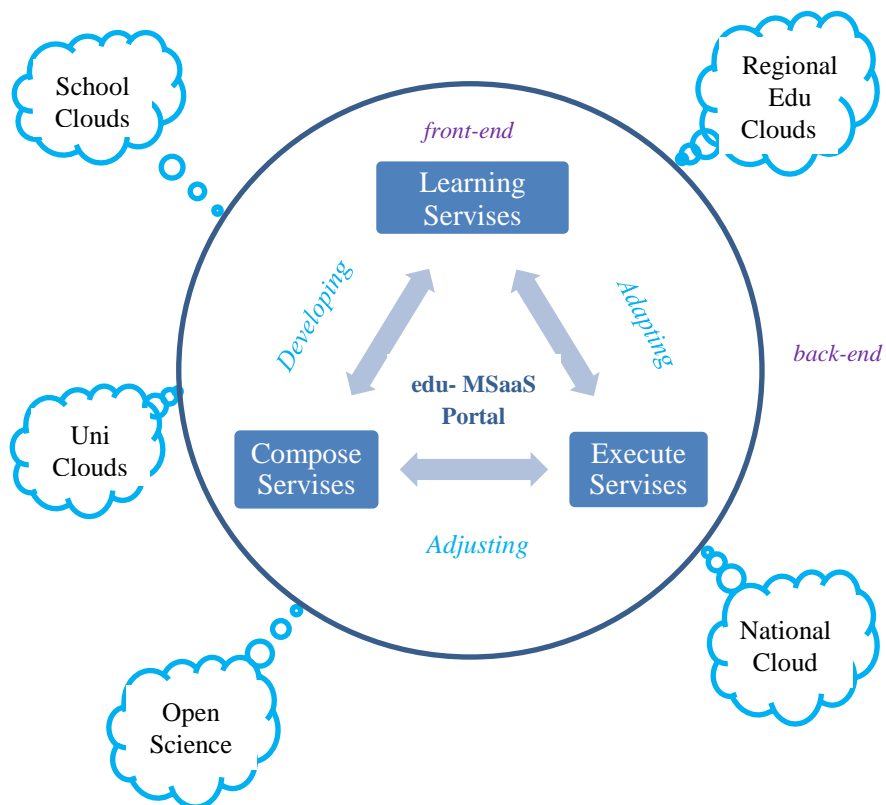 School
Clouds
Regional
Edu
Clouds
front-end
Learning
Servises
Developing
Adapting
back-end
edu- MSaaS
Portal
Uni
Clouds
Compose
Servises
Execute
Servises
Adjusting
National
Cloud
Open
Science